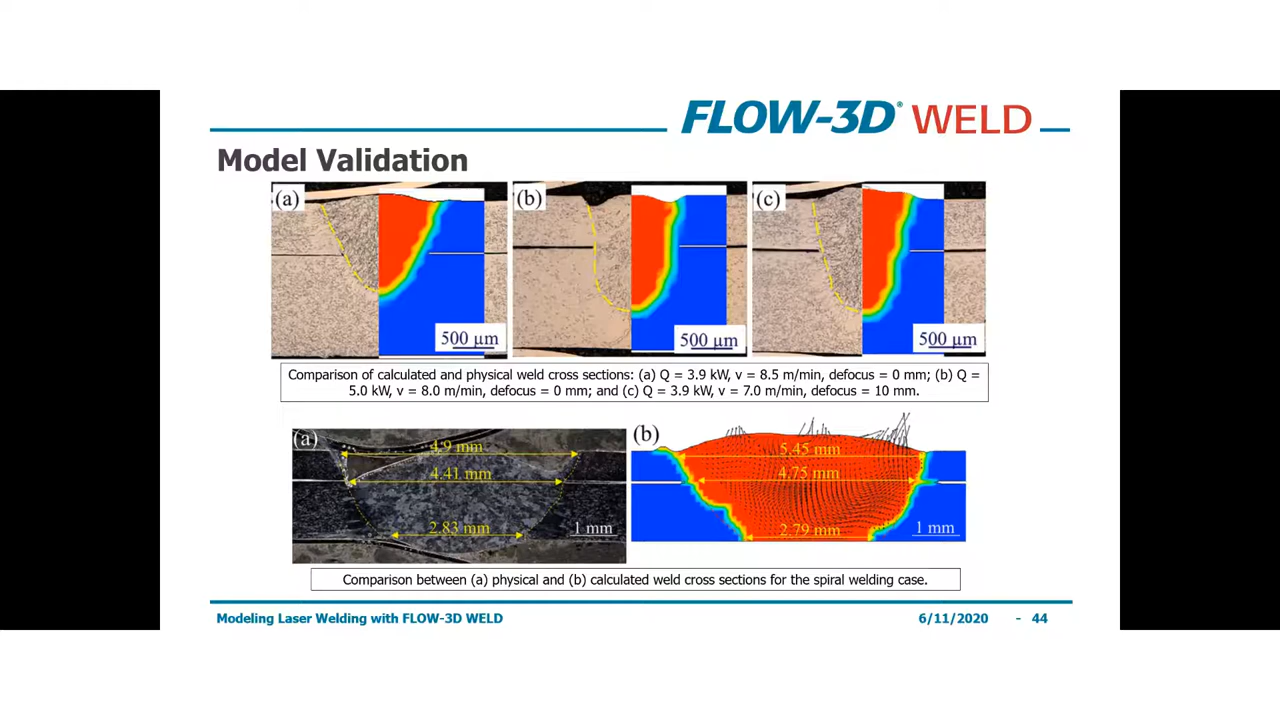 FLOW-3D® WELD
Model Validation
(a)
(b)
(c)
500 µm
500 µm
500 µm
Comparison of calculated and physical weld cross sections: (a) Q = 3.9 kW, v = 8.5 m/min, defocus = 0 mm; (b) Q =
5.0 kW, v = 8.0 m/min, defocus = 0 mm; and (c) Q = 3.9 kW, v = 7.0 m/min, defocus = 10 mm.
(a)
4.9 mm
4.41 mm
2.83 mm
1 mm
(b)
5.45 mm
4.75 mm
2.79 mm
1 mm
Comparison between (a) physical and (b) calculated weld cross sections for the spiral welding case.
Modeling Laser Welding with FLOW-3D WELD
6/11/2020 - 44